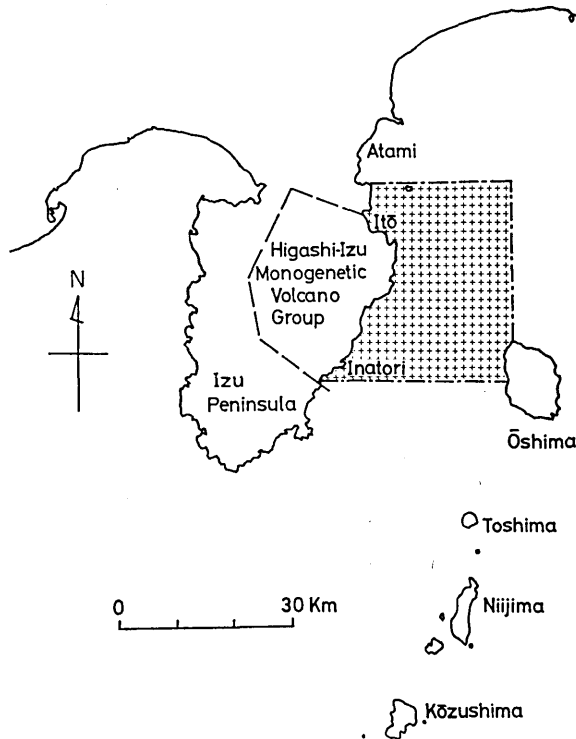 Atami
Itō
Higashi-Izu
Monogenetic
Volcano
Group
N
Inatori
Izu
Peninsula
Ōshima
Toshima
0 30 Km
Niijima
Kōzushima